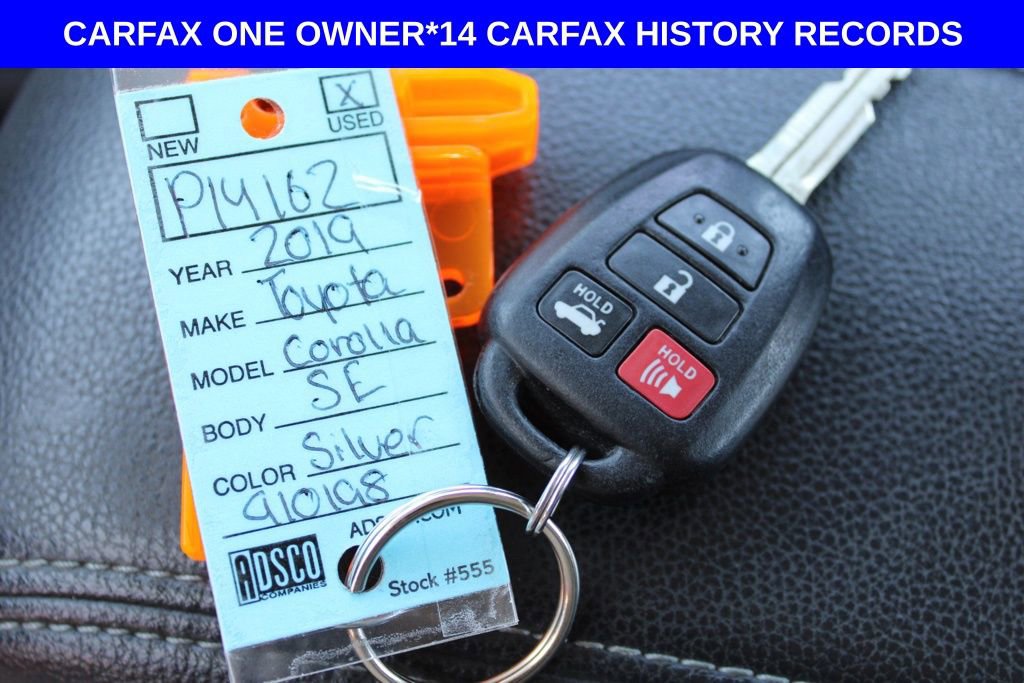 CARFAX ONE OWNER*14 CARFAX HISTORY RECORDS
X
NEW USED
P14162
YEAR 2019
MAKE Toyota
MODEL Corolla
BODY SE
COLOR Silver
910198
ADSCO COMPANIES
Stock #555
HOLD
HOLD